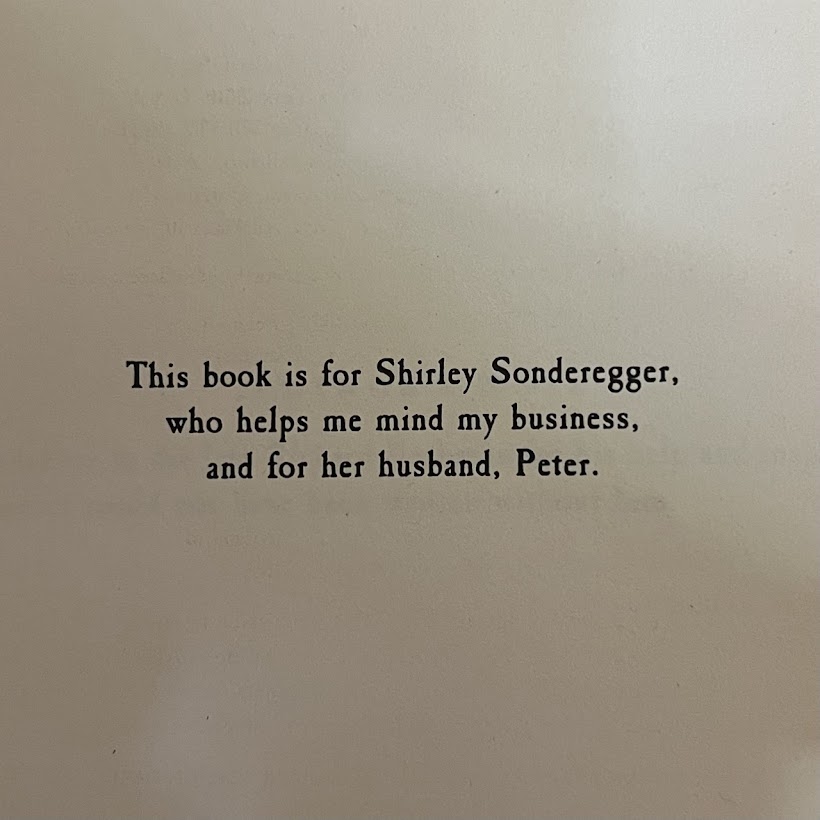 This book is for Shirley Sonderegger,
who helps me mind my business,
and for her husband, Peter.